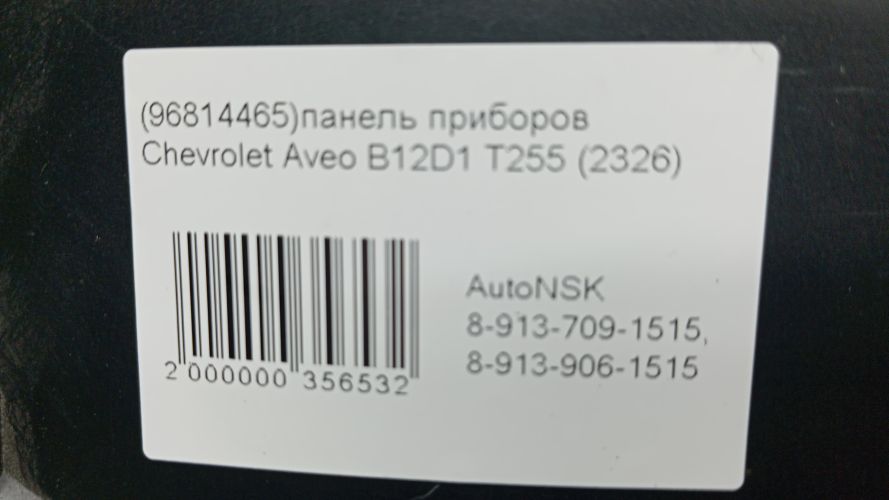 (96814465)панель приборов
Chevrolet Aveo B12D1 T255 (2326)
2 000000 356532
AutoNSK
8-913-709-1515,
8-913-906-1515